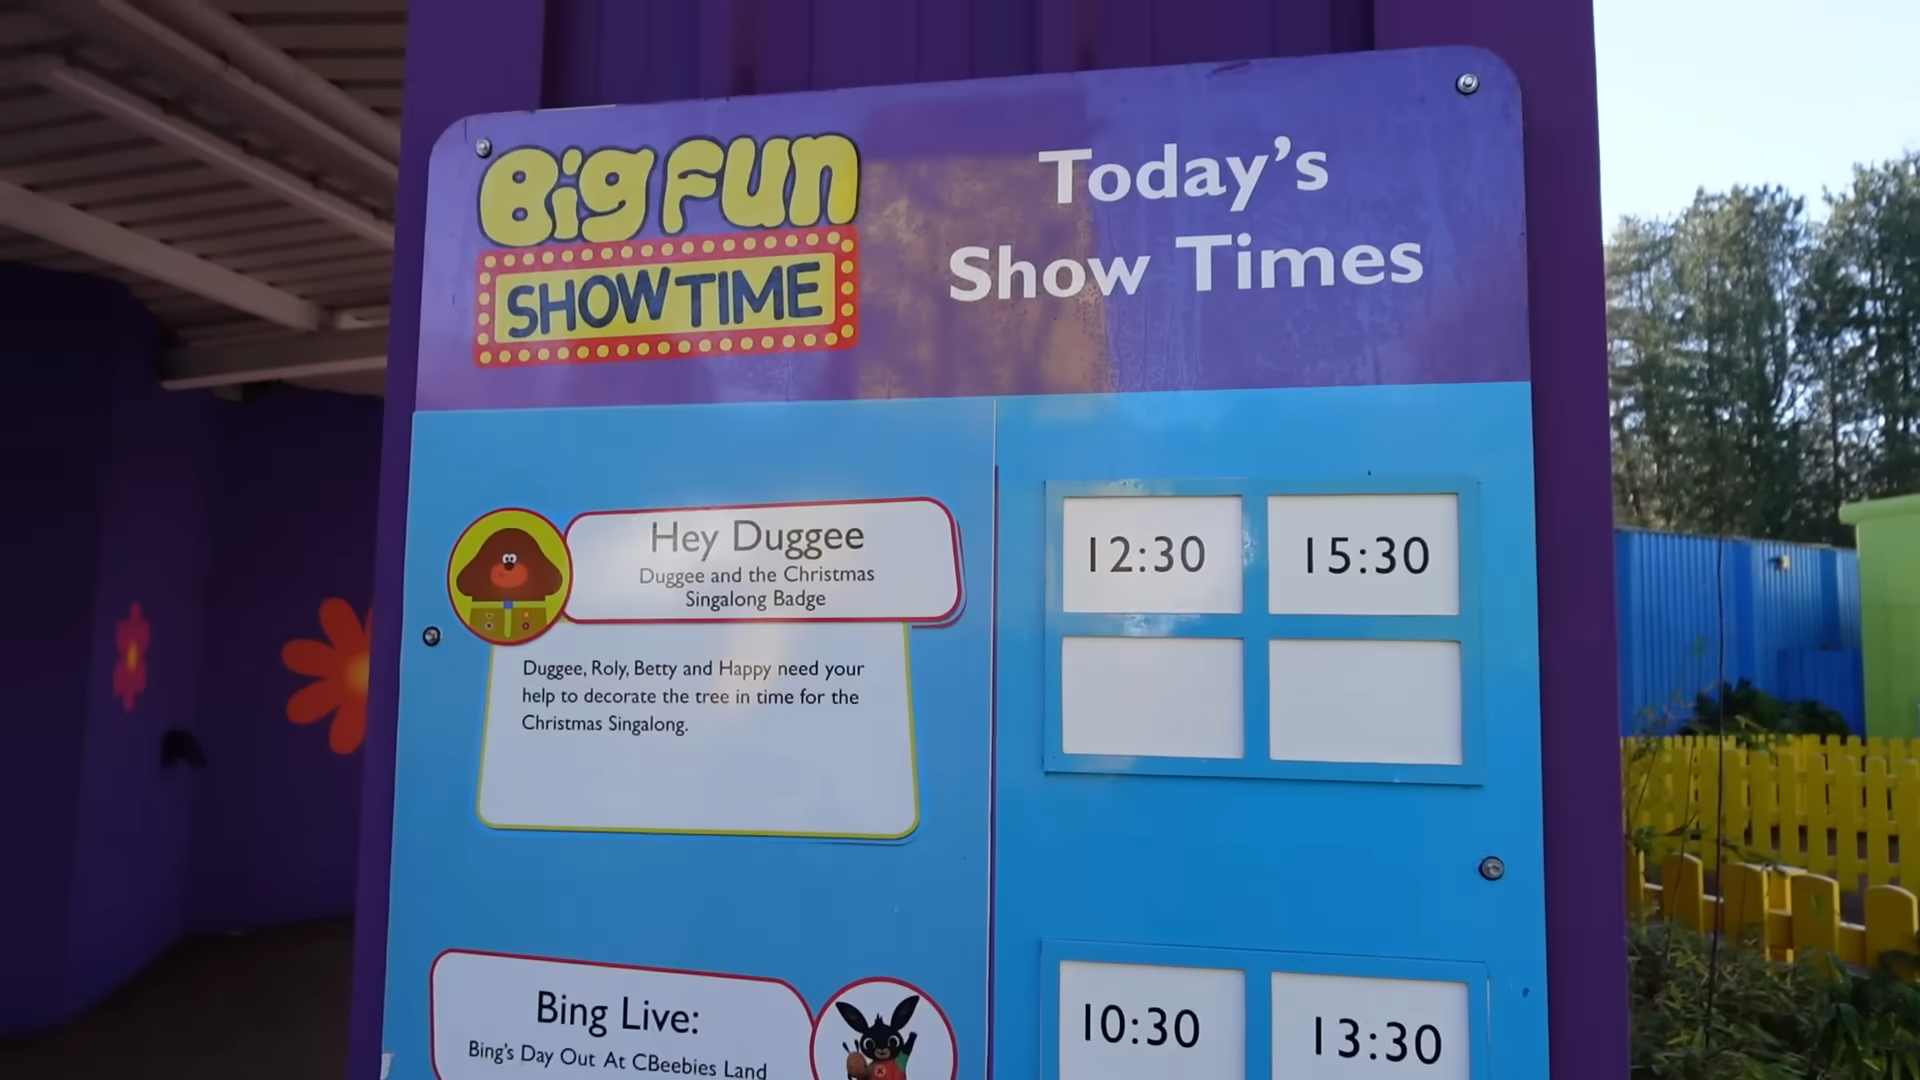 Big Fun
SHOWTIME
Today's
Show Times
Hey Duggee
Duggee and the Christmas
Singalong Badge
12:30
15:30
Duggee, Roly, Betty and Happy need your
help to decorate the tree in time for the
Christmas Singalong.
Bing Live:
Bing's Day Out At CBeebies Land
10:30
13:30